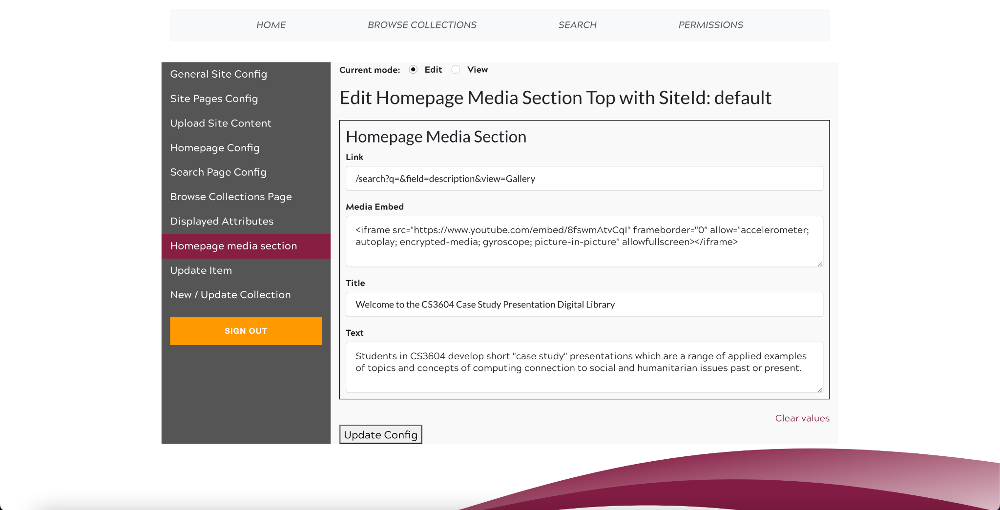 HOME BROWSE COLLECTIONS SEARCH PERMISSIONS
General Site Config
Site Pages Config
Upload Site Content
Homepage Config
Search Page Config
Browse Collections Page
Displayed Attributes
Homepage media section
Update Item
New / Update Collection
SIGN OUT
Current mode: Edit View
Edit Homepage Media Section Top with SiteId: default
Homepage Media Section
Link
/search?q=&field=description&view=Gallery
Media Embed
<iframe src="https://www.youtube.com/embed/8fswmAtvCqI" frameborder="0" allow="accelerometer;
autoplay; encrypted-media; gyroscope; picture-in-picture" allowfullscreen></iframe>
Title
Welcome to the CS3604 Case Study Presentation Digital Library
Text
Students in CS3604 develop short "case study" presentations which are a range of applied examples
of topics and concepts of computing connection to social and humanitarian issues past or present.
Clear values
Update Config